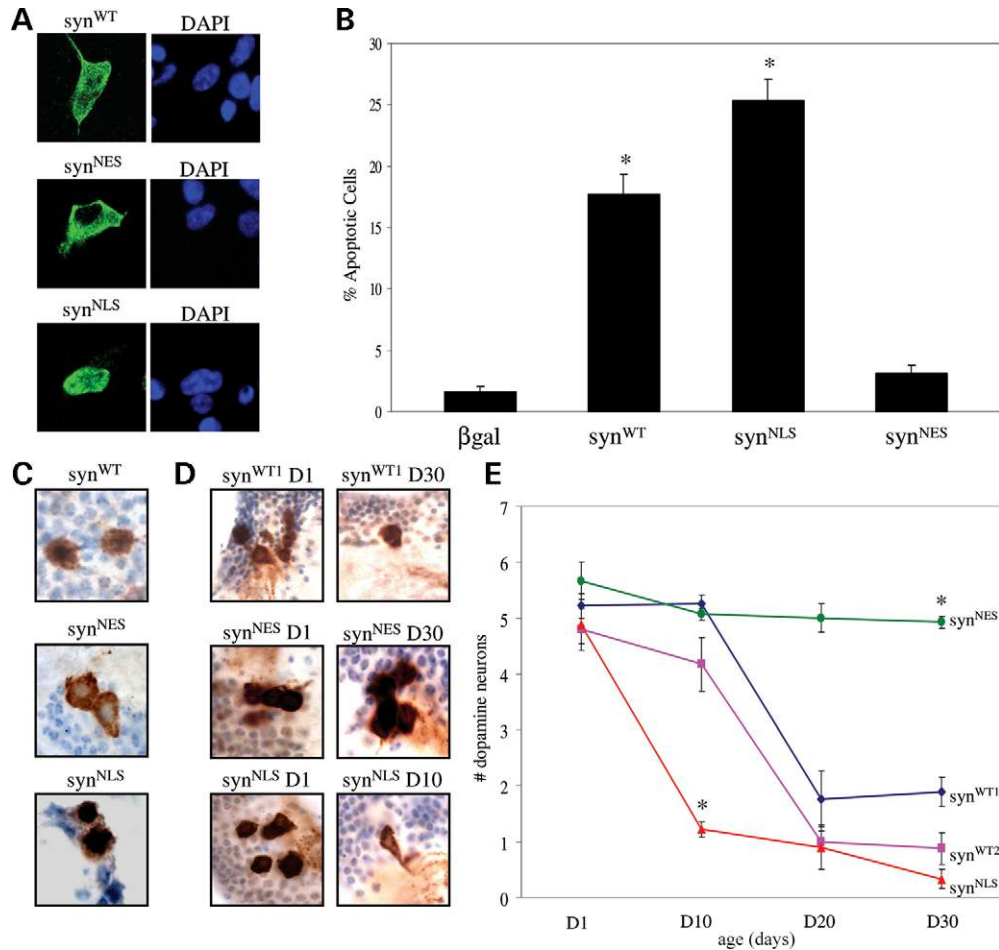 A
syn^WT DAPI
syn^NES DAPI
syn^NLS DAPI
B
30
25
20
15
10
5
0
% Apoptotic Cells
*
*
βgal syn^WT syn^NLS syn^NES
C
syn^WT
syn^NES
syn^NLS
D
syn^WT1 D1 syn^WT1 D30
syn^NES D1 syn^NES D30
syn^NLS D1 syn^NLS D10
E
7
6
5
4
3
2
1
0
# dopamine neurons
*
*
syn^NES
syn^WT1
syn^WT2
syn^NLS
D1 D10 D20 D30
age (days)